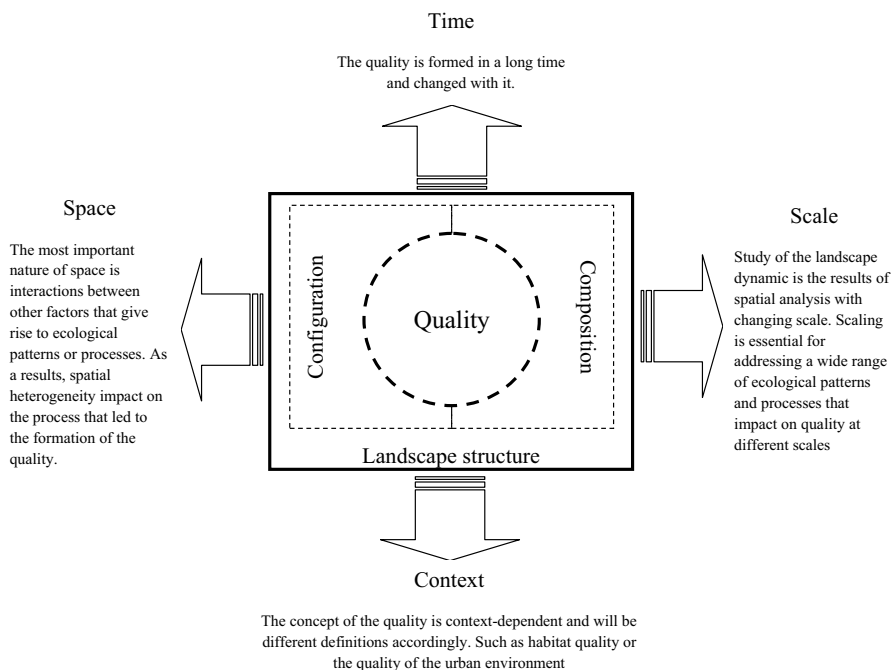 Time
The quality is formed in a long time
and changed with it.
Space
The most important
nature of space is
interactions between
other factors that give
rise to ecological
patterns or processes. As
a results, spatial
heterogeneity impact on
the process that led to
the formation of the
quality.
Configuration
Quality
Composition
Landscape structure
Scale
Study of the landscape
dynamic is the results of
spatial analysis with
changing scale. Scaling
is essential for
addressing a wide range
of ecological patterns
and processes that
impact on quality at
different scales
Context
The concept of the quality is context-dependent and will be
different definitions accordingly. Such as habitat quality or
the quality of the urban environment